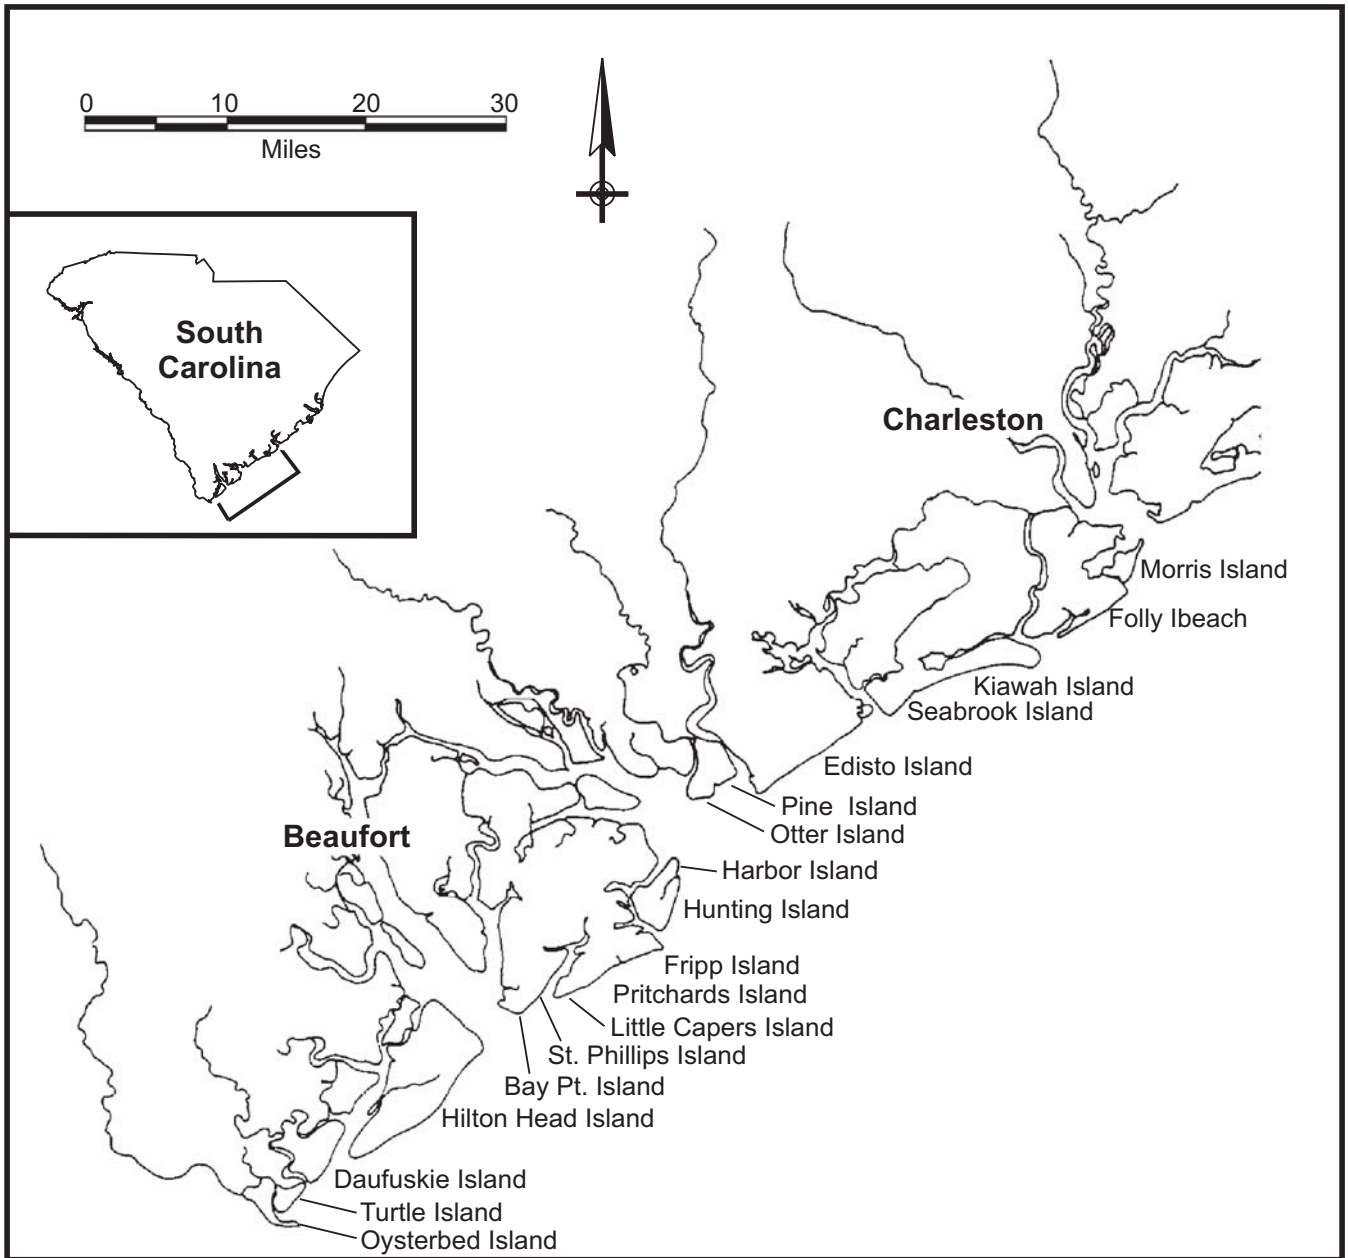 0 10 20 30
Miles
South
Carolina
Charleston
Morris Island
Folly Ibeach
Kiawah Island
Seabrook Island
Edisto Island
Pine Island
Otter Island
Beaufort
Harbor Island
Hunting Island
Fripp Island
Pritchards Island
Little Capers Island
St. Phillips Island
Bay Pt. Island
Hilton Head Island
Daufuskie Island
Turtle Island
Oysterbed Island